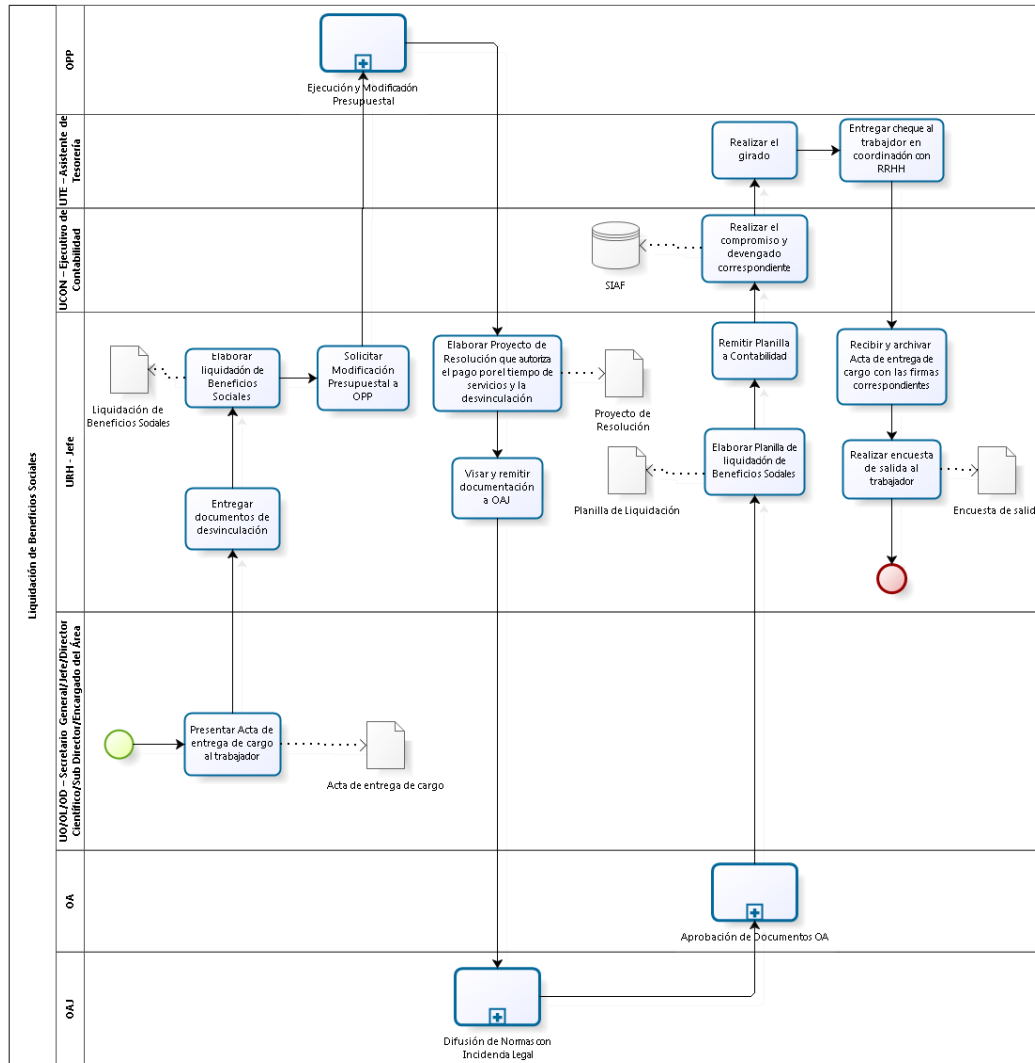 Liquidación de Beneficios Sociales
OPP
Ejecución y Modificación
Presupuestal
UTE – Asistente de
Tesorería
Realizar el
girado
Entregar cheque al
trabajdor en
coordinación con
RRHH
UCON – Ejecutivo de
Contabilidad
SIAF
Realizar el
compromiso y
devengado
correspondiente
URH - Jefe
Liquidación de
Beneficios Sociales
Elaborar
liquidación de
Beneficios
Sociales
Solicitar
Modificación
Presupuestal a
OPP
Elaborar Proyecto de
Resolución que autoriza
el pago por el tiempo de
servicios y la
desvinculación
Proyecto de
Resolución
Remitir Planilla
a Contabilidad
Recibir y archivar
Acta de entrega de
cargo con las firmas
correspondientes
Entregar
documentos de
desvinculación
Visar y remitir
documentación
a OAJ
Planilla de Liquidación
Elaborar Planilla de
liquidación de
Beneficios Sociales
Realizar encuesta
de salida al
trabajador
Encuesta de salid
UO/OL/OD – Secretario General/Jefe/Director
Científico/Sub Director/Encargado del Área
Presentar Acta de
entrega de cargo
al trabajador
Acta de entrega de cargo
OA
Aprobación de Documentos OA
OAJ
Difusión de Normas con
Incidencia Legal